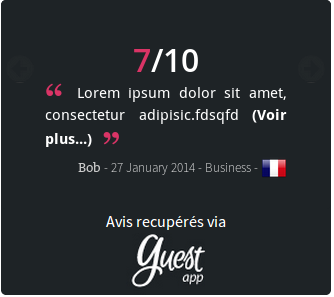 7/10
“ Lorem ipsum dolor sit amet,
consectetur adipisic.fdsqfd (Voir
plus...) ”
Bob - 27 January 2014 - Business -
Avis recupérés via
Guest
app